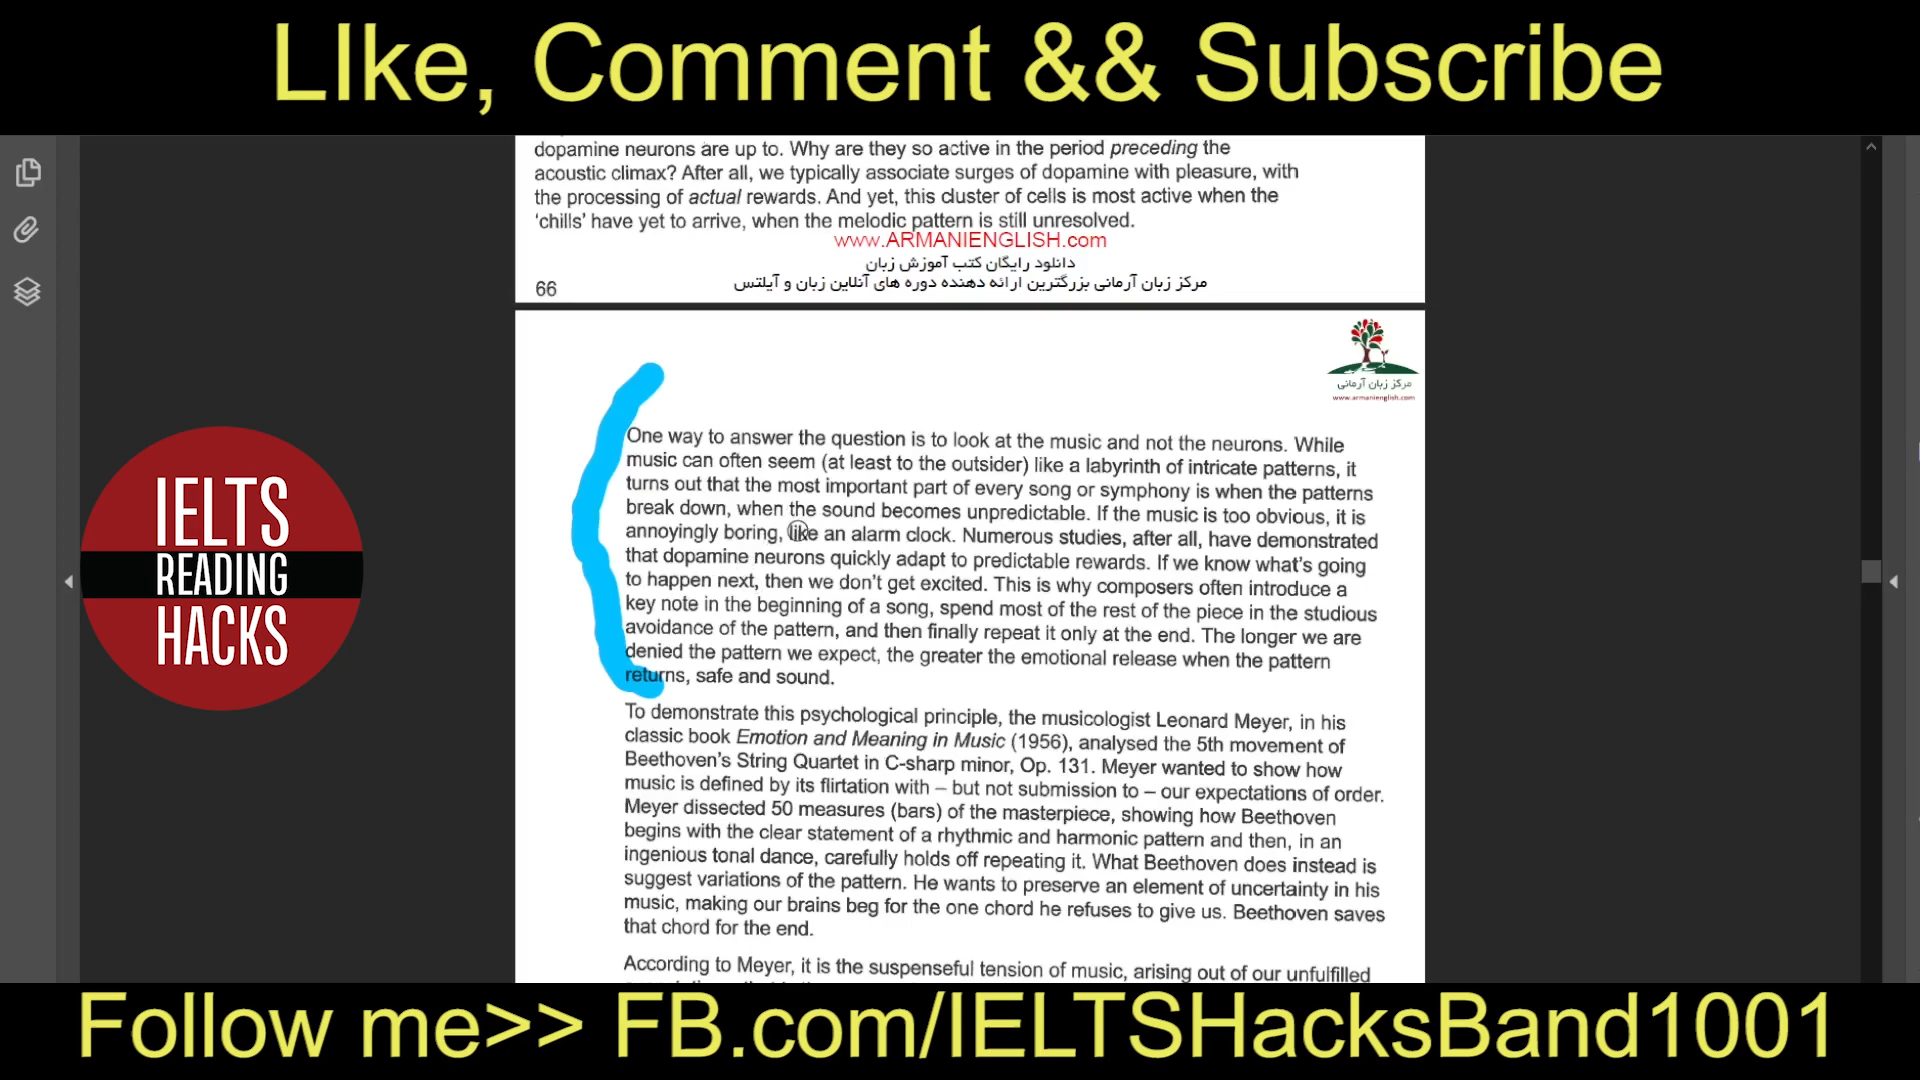 LIke, Comment && Subscribe
dopamine neurons are up to. Why are they so active in the period preceding the
acoustic climax? After all, we typically associate surges of dopamine with pleasure, with
the processing of actual rewards. And yet, this cluster of cells is most active when the
‘chills’ have yet to arrive, when the melodic pattern is still unresolved.
www.ARMANIENGLISH.com
دانلود رایگان کتب آموزش زبان
مرکز زبان آرمانی بزرگترین ارائه دهنده دوره های آنلاین زبان و آیلتس
66
مرکز زبان آرمانی
www.armanienglish.com
IELTS
READING
HACKS
One way to answer the question is to look at the music and not the neurons. While
music can often seem (at least to the outsider) like a labyrinth of intricate patterns, it
turns out that the most important part of every song or symphony is when the patterns
break down, when the sound becomes unpredictable. If the music is too obvious, it is
annoyingly boring, like an alarm clock. Numerous studies, after all, have demonstrated
that dopamine neurons quickly adapt to predictable rewards. If we know what’s going
to happen next, then we don’t get excited. This is why composers often introduce a
key note in the beginning of a song, spend most of the rest of the piece in the studious
avoidance of the pattern, and then finally repeat it only at the end. The longer we are
denied the pattern we expect, the greater the emotional release when the pattern
returns, safe and sound.
To demonstrate this psychological principle, the musicologist Leonard Meyer, in his
classic book Emotion and Meaning in Music (1956), analysed the 5th movement of
Beethoven’s String Quartet in C-sharp minor, Op. 131. Meyer wanted to show how
music is defined by its flirtation with – but not submission to – our expectations of order.
Meyer dissected 50 measures (bars) of the masterpiece, showing how Beethoven
begins with the clear statement of a rhythmic and harmonic pattern and then, in an
ingenious tonal dance, carefully holds off repeating it. What Beethoven does instead is
suggest variations of the pattern. He wants to preserve an element of uncertainty in his
music, making our brains beg for the one chord he refuses to give us. Beethoven saves
that chord for the end.
According to Meyer, it is the suspenseful tension of music, arising out of our unfulfilled
Follow me>> FB.com/IELTSHacksBand1001